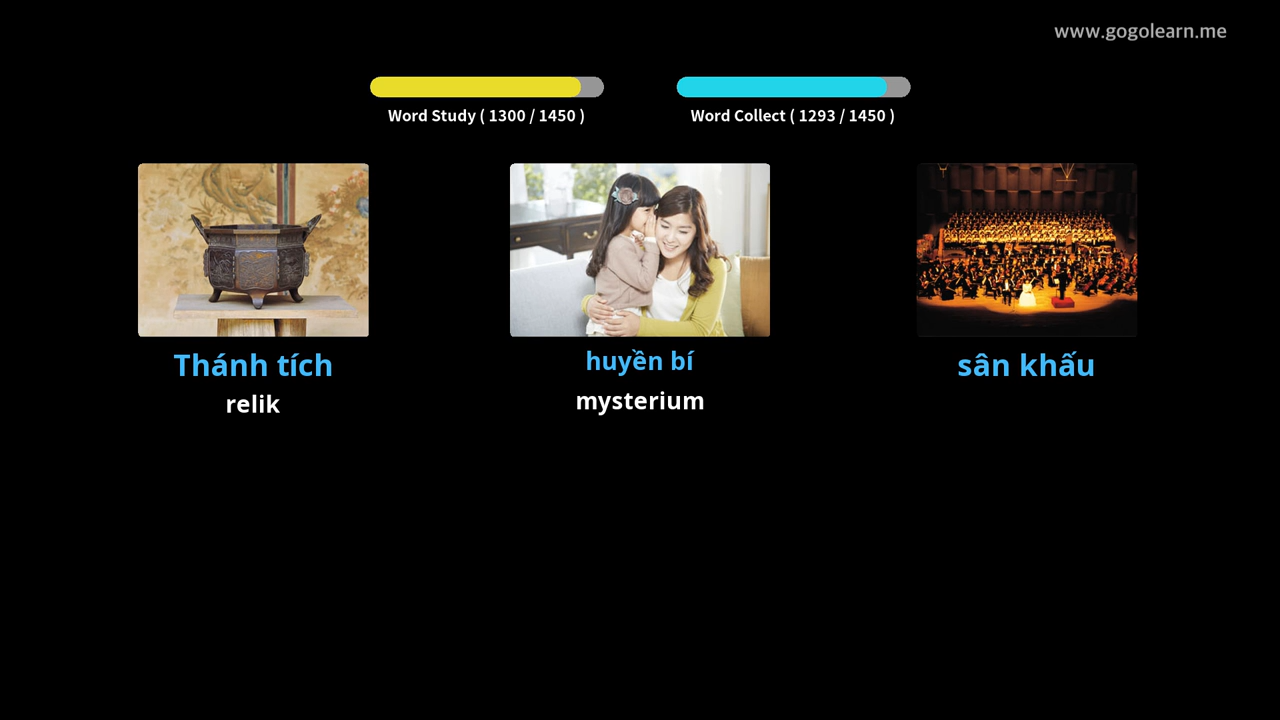 www.gogolearn.me
Word Study ( 1300 / 1450 )
Word Collect ( 1293 / 1450 )
Thánh tích
relik
huyền bí
mysterium
sân khấu